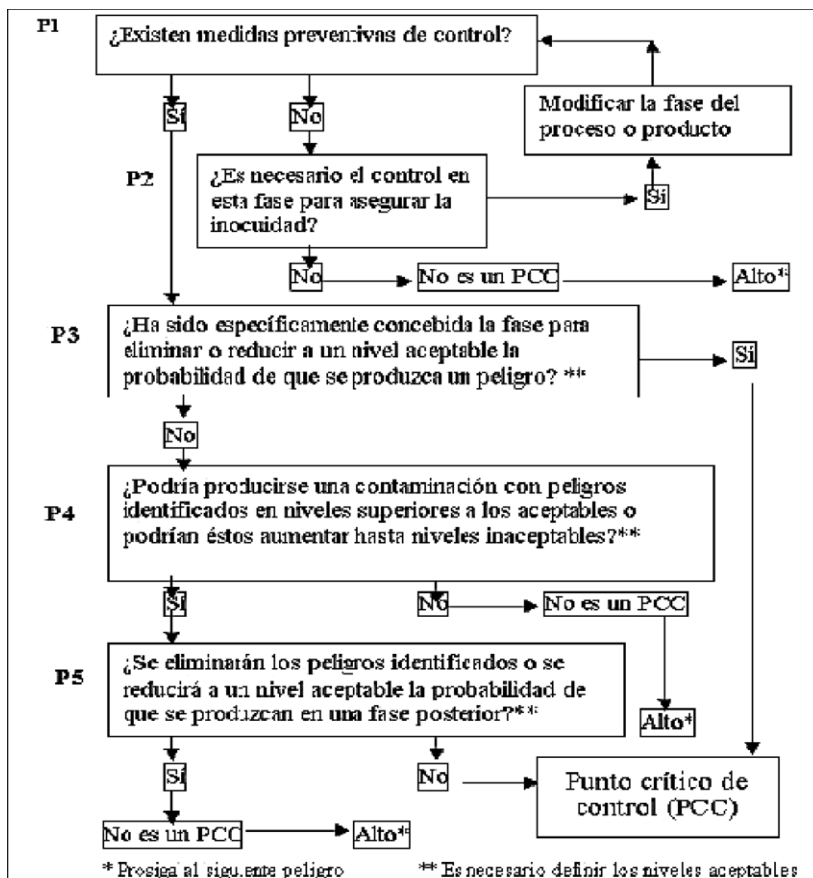 P1
¿Existen medidas preventivas de control?
Sí
No
Modificar la fase del
proceso o producto
P2
¿Es necesario el control en
esta fase para asegurar la
inocuidad?
Sí
No
No es un PCC
Alto*
P3
¿Ha sido específicamente concebida la fase para
eliminar o reducir a un nivel aceptable la
probabilidad de que se produzca un peligro? **
Sí
No
P4
¿Podría producirse una contaminación con peligros
identificados en niveles superiores a los aceptables o
podrían éstos aumentar hasta niveles inaceptables?**
Sí
No
No es un PCC
Alto*
P5
¿Se eliminarán los peligros identificados o se
reducirá a un nivel aceptable la probabilidad de
que se produzcan en una fase posterior?**
Sí
No
Punto crítico de
control (PCC)
No es un PCC
Alto*
* Prosiga al siguiente peligro
** Es necesario definir los niveles aceptables